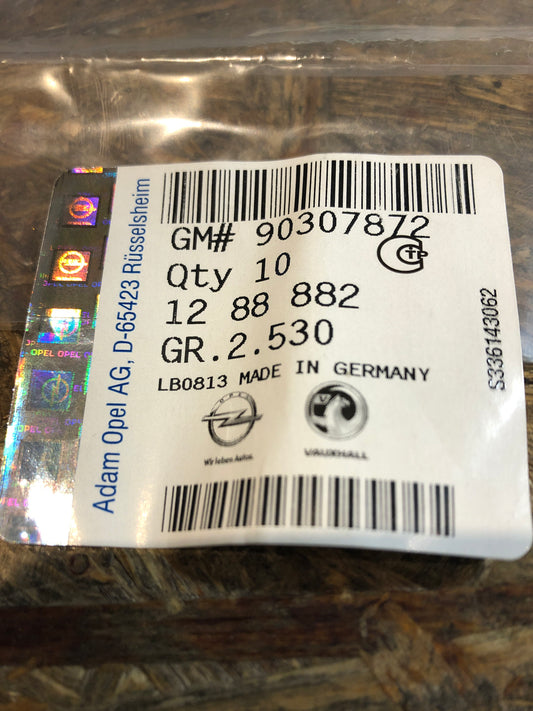 Adam Opel AG, D-65423 Rüsselsheim
GM# 90307872
Qty 10
12 88 882
GR.2.530
LB0813 MADE IN GERMANY
OPEL
Wir leben Autos.
VAUXHALL
S336143062
OPEL OPEL